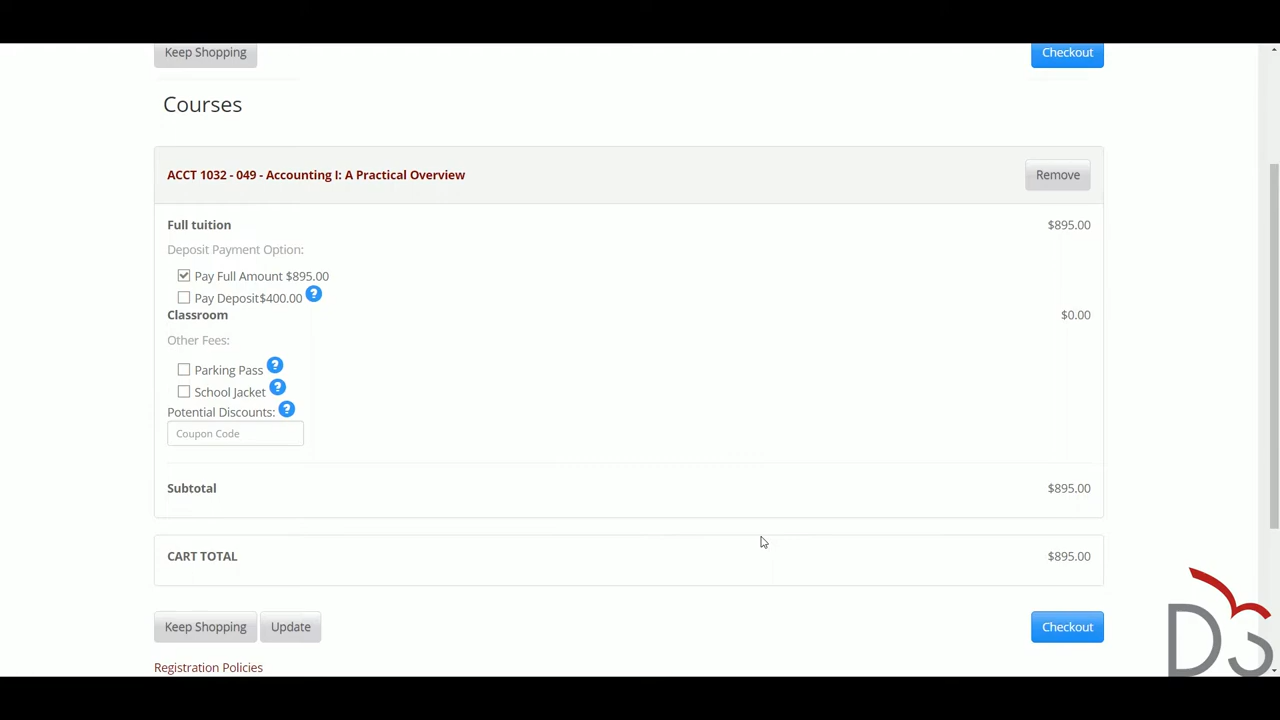 Keep Shopping Checkout
Courses
ACCT 1032 - 049 - Accounting I: A Practical Overview Remove
Full tuition $895.00
Deposit Payment Option:
Pay Full Amount $895.00
Pay Deposit$400.00 ?
Classroom $0.00
Other Fees:
Parking Pass ?
School Jacket ?
Potential Discounts: ?
Coupon Code
Subtotal $895.00
CART TOTAL $895.00
Keep Shopping Update Checkout
Registration Policies
D3